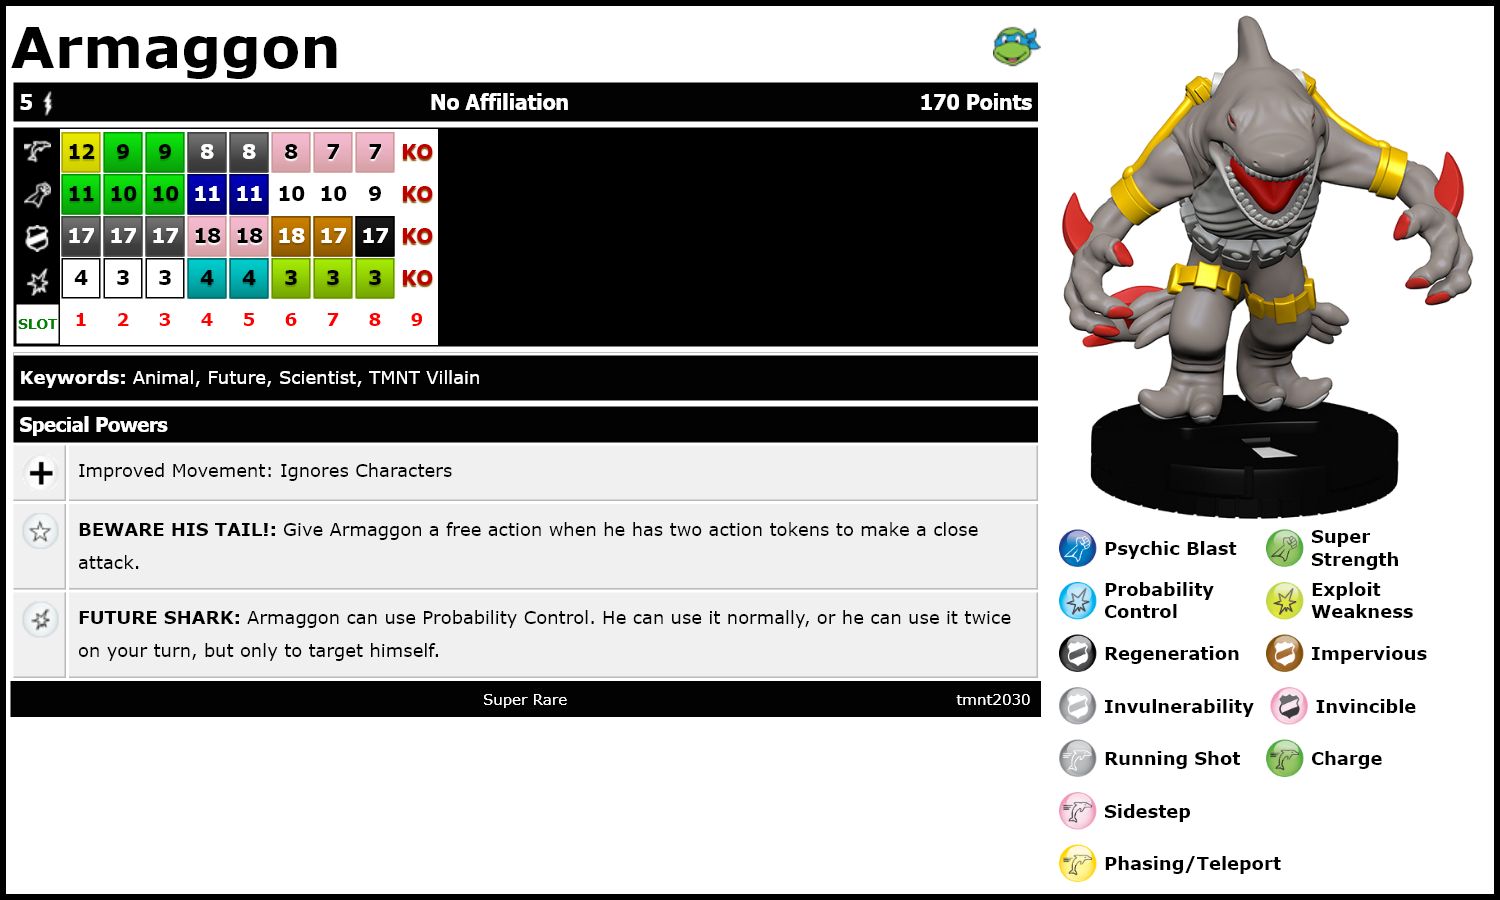 Armaggon
5 No Affiliation 170 Points
12 9 9 8 8 8 7 7 KO
11 10 10 11 11 10 10 9 KO
17 17 17 18 18 18 17 17 KO
4 3 3 4 4 3 3 3 KO
SLOT 1 2 3 4 5 6 7 8 9
Keywords: Animal, Future, Scientist, TMNT Villain
Special Powers
Improved Movement: Ignores Characters
BEWARE HIS TAIL!: Give Armaggon a free action when he has two action tokens to make a close
attack.
FUTURE SHARK: Armaggon can use Probability Control. He can use it normally, or he can use it twice
on your turn, but only to target himself.
Super Rare tmnt2030
Psychic Blast
Super
Strength
Probability
Control
Exploit
Weakness
Regeneration
Impervious
Invulnerability
Invincible
Running Shot
Charge
Sidestep
Phasing/Teleport